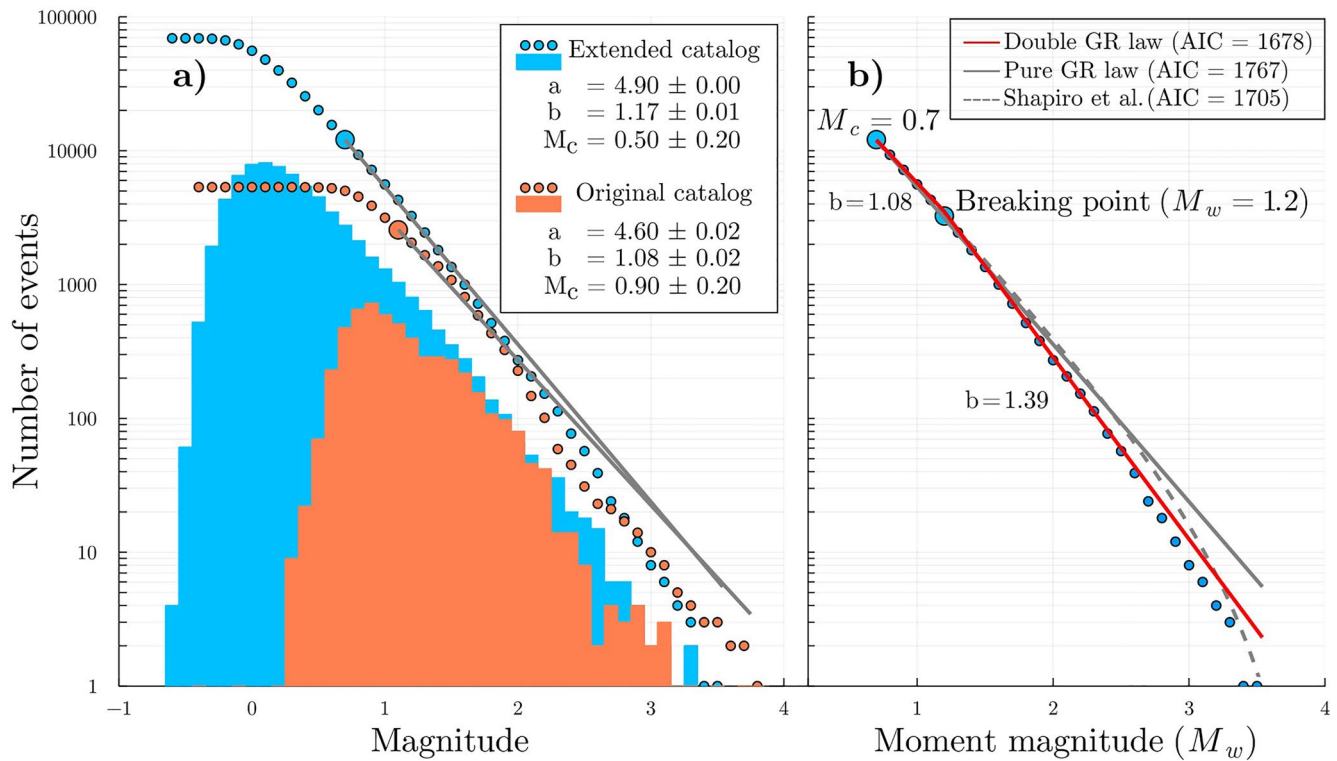 100000
10000
1000
100
10
1
Number of events
a)
Extended catalog
a = 4.90 ± 0.00
b = 1.17 ± 0.01
Mc = 0.50 ± 0.20
Original catalog
a = 4.60 ± 0.02
b = 1.08 ± 0.02
Mc = 0.90 ± 0.20
−1 0 1 2 3 4
Magnitude
b)
Double GR law (AIC = 1678)
Pure GR law (AIC = 1767)
Shapiro et al.(AIC = 1705)
Mc = 0.7
b=1.08
Breaking point (Mw = 1.2)
b=1.39
1 2 3 4
Moment magnitude (Mw)